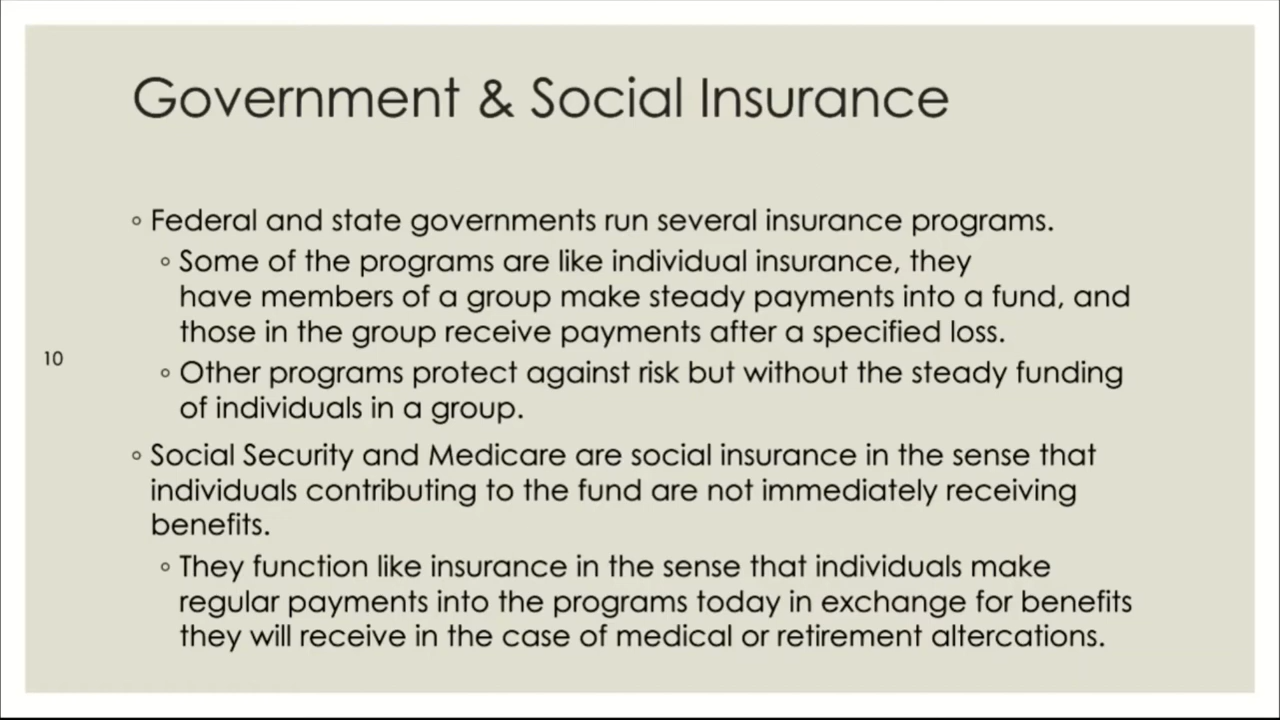 Government & Social Insurance
◦ Federal and state governments run several insurance programs.
◦ Some of the programs are like individual insurance, they
have members of a group make steady payments into a fund, and
those in the group receive payments after a specified loss.
10
◦ Other programs protect against risk but without the steady funding
of individuals in a group.
◦ Social Security and Medicare are social insurance in the sense that
individuals contributing to the fund are not immediately receiving
benefits.
◦ They function like insurance in the sense that individuals make
regular payments into the programs today in exchange for benefits
they will receive in the case of medical or retirement altercations.